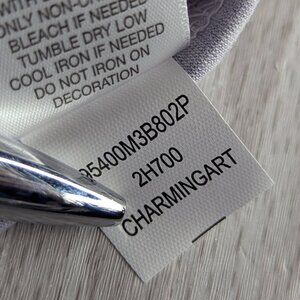 ONLY NON-
BLEACH IF NEEDED
TUMBLE DRY LOW
COOL IRON IF NEEDED
DO NOT IRON ON
DECORATION
95400M3B802P
2H700
CHARMINGART